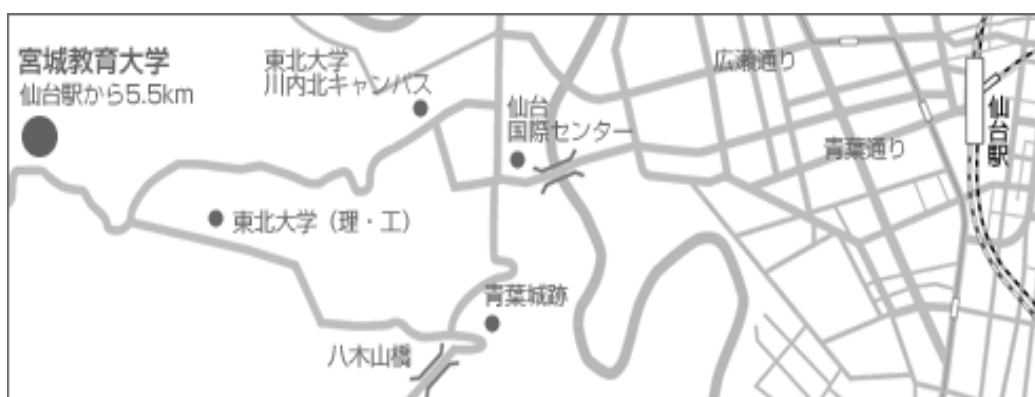 宮城教育大学
仙台駅から5.5km
東北大学
川内北キャンパス
仙台
国際センター
広瀬通り
青葉通り
仙台駅
東北大学（理・工）
青葉城跡
八木山橋